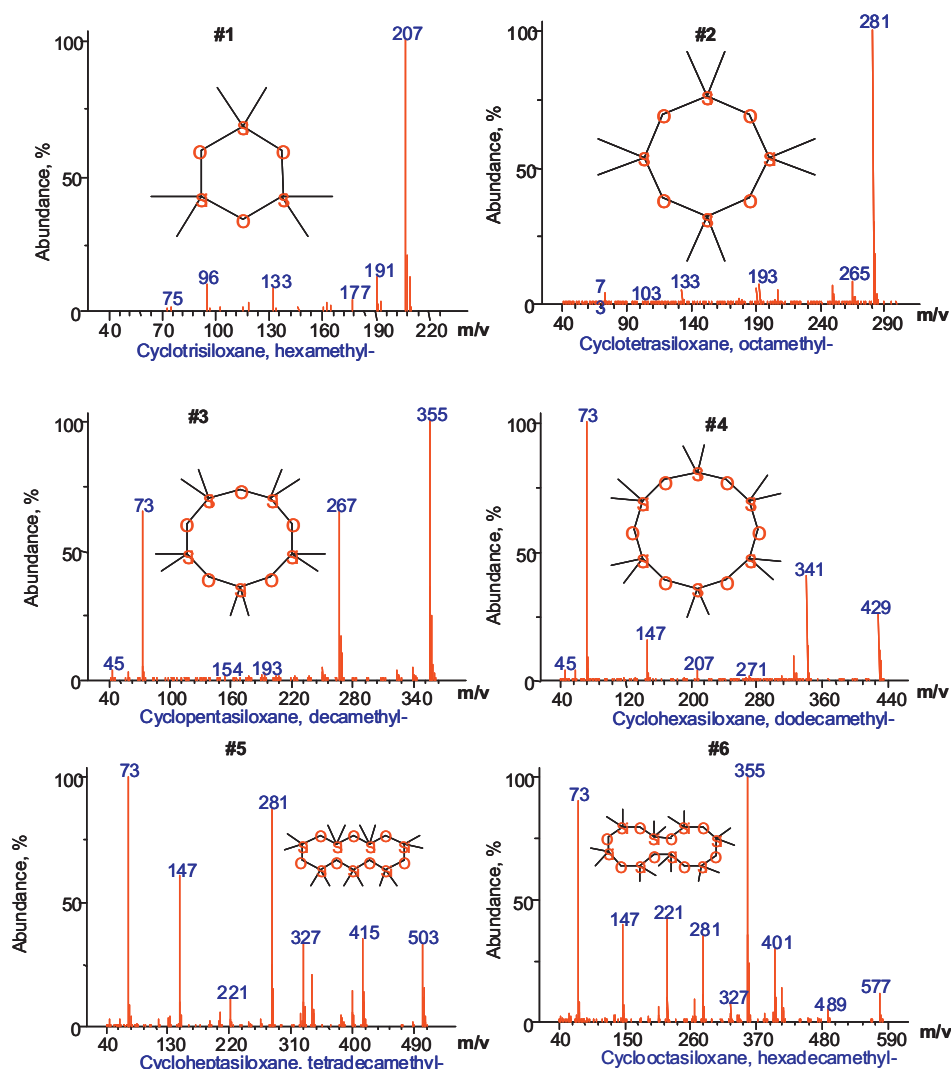 #1
100
207
Abundance, %
50
96
133
191
75
177
0
40 70 100 130 160 190 220 m/v
Cyclotrisiloxane, hexamethyl-
S
O O
S S
O
#2
100
281
Abundance, %
50
7
3
103
133
193
265
0
40 90 140 190 240 290 m/v
Cyclotetrasiloxane, octamethyl-
S
O O
S S
O O
S
#3
100
355
Abundance, %
73
267
50
45
154
193
0
40 100 160 220 280 340 m/v
Cyclopentasiloxane, decamethyl-
O
S S
O O
S S
O O
S
#4
100
73
Abundance, %
50
341
429
147
45
207
271
0
40 120 200 280 360 440 m/v
Cyclohexasiloxane, dodecamethyl-
S
O O
S S
O O
S S
O O
S
#5
100
73
281
Abundance, %
147
50
327
415
503
221
0
40 130 220 310 400 490 m/v
Cycloheptasiloxane, tetradecamethyl-
O O O
S S S S
O O O O
S S S
#6
100
355
73
Abundance, %
50
147
221
281
401
327
489
577
0
40 150 260 370 480 590 m/v
Cyclooctasiloxane, hexadecamethyl-
S O S O
O S O S
S O S O
O S O S